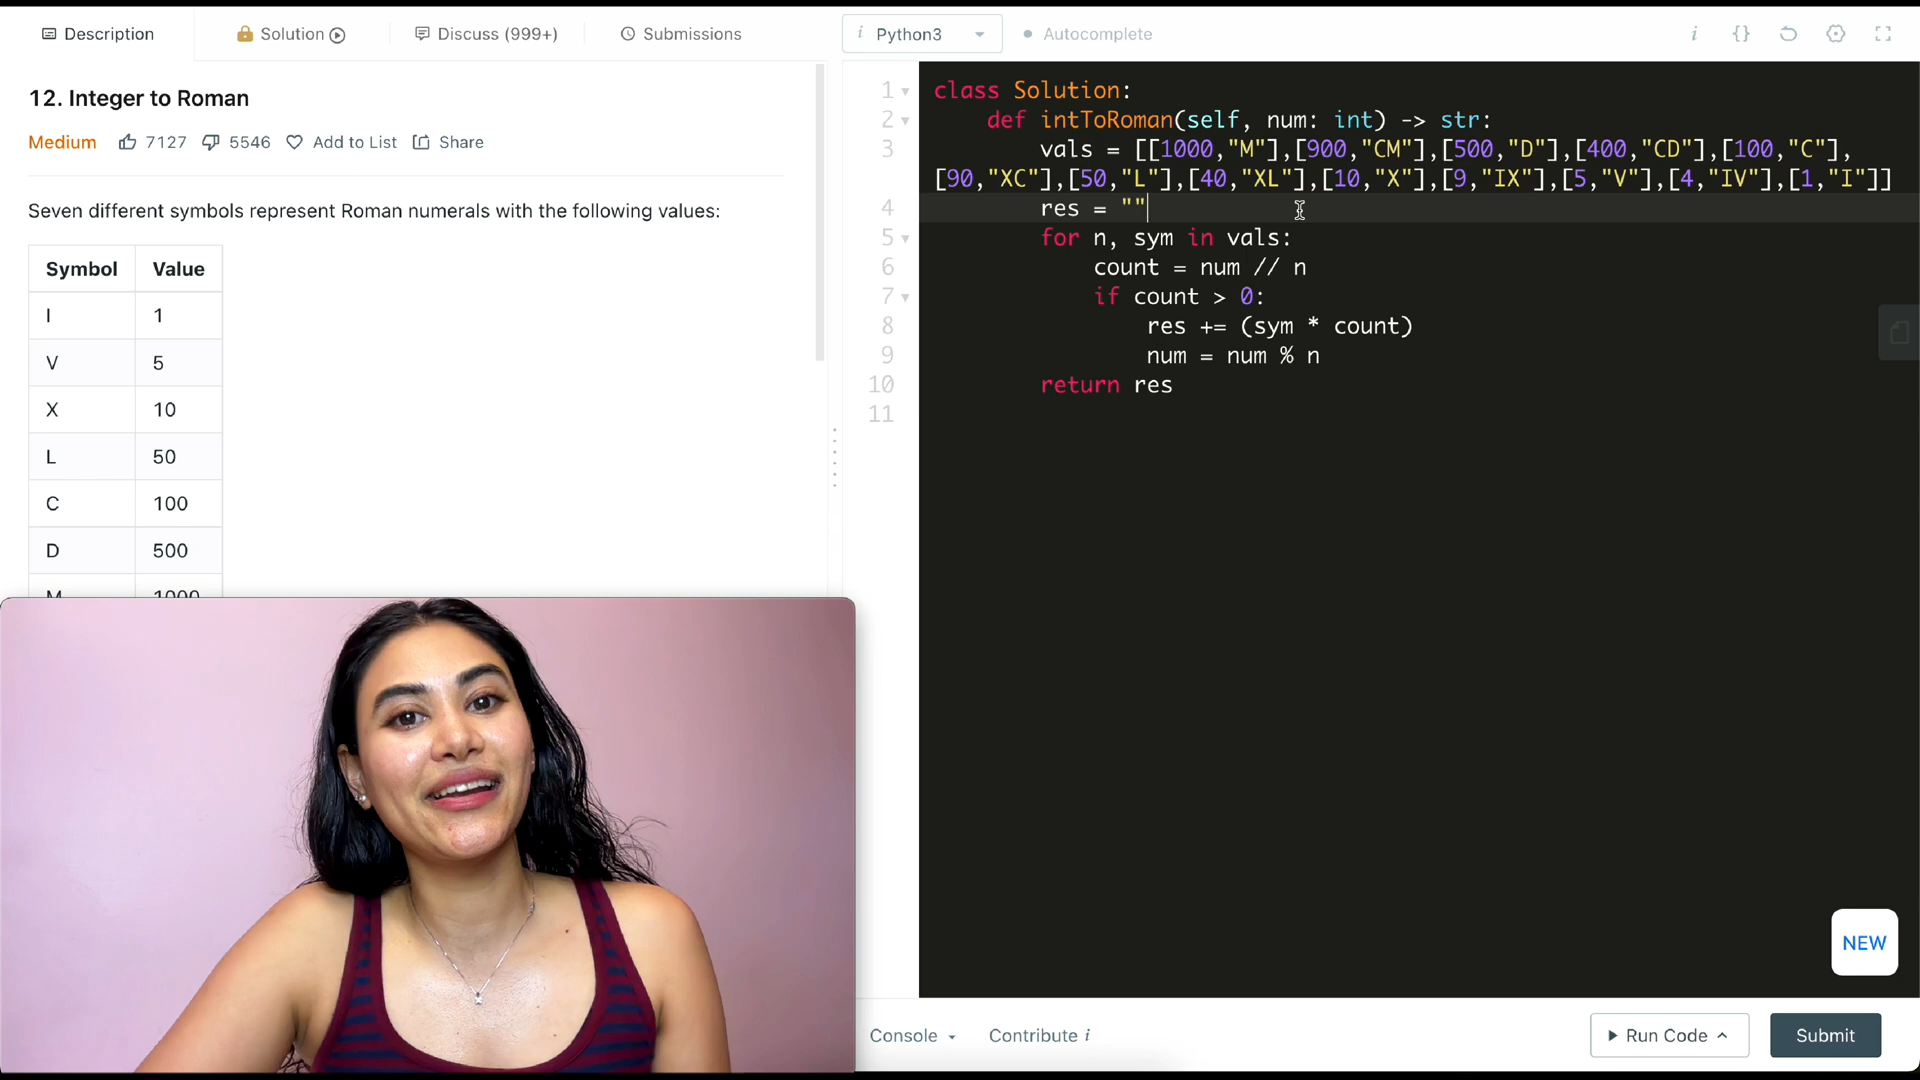 Description
Solution
Discuss (999+)
Submissions
i Python3
Autocomplete
i {}
12. Integer to Roman
Medium 7127 5546 Add to List Share
Seven different symbols represent Roman numerals with the following values:
Symbol Value
I 1
V 5
X 10
L 50
C 100
D 500
M 1000
1 class Solution:
2 def intToRoman(self, num: int) -> str:
3 vals = [[1000,"M"],[900,"CM"],[500,"D"],[400,"CD"],[100,"C"],
[90,"XC"],[50,"L"],[40,"XL"],[10,"X"],[9,"IX"],[5,"V"],[4,"IV"],[1,"I"]]
4 res = ""
5 for n, sym in vals:
6 count = num // n
7 if count > 0:
8 res += (sym * count)
9 num = num % n
10 return res
11
NEW
Console
Contribute i
Run Code
Submit